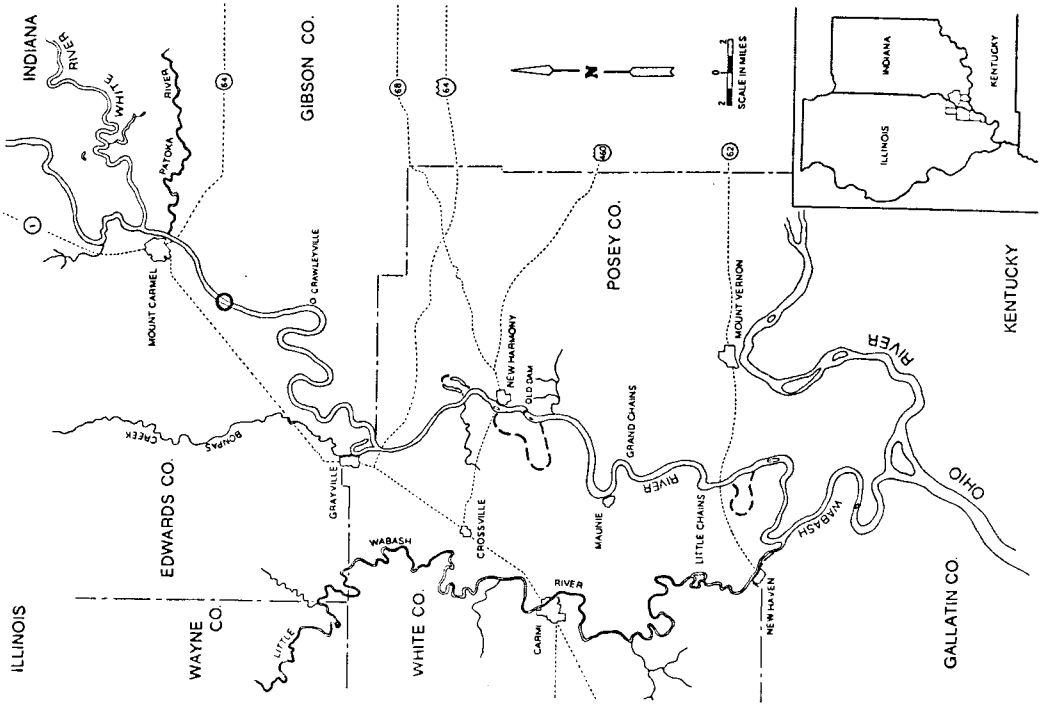 ILLINOIS
INDIANA
WHITE
RIVER
PATOKA RIVER
64
1
MOUNT CARMEL
GIBSON CO.
CRAWLEYVILLE
68
64
N
2 0 2
SCALE IN MILES
EDWARDS CO.
BONPAS CREEK
WAYNE CO.
GRAYVILLE
LITTLE WABASH RIVER
WHITE CO.
CROSSVILLE
CARMI
NEW HARMONY
OLD DAM
460
POSEY CO.
GRAND CHAINS
MAUNIE
WABASH RIVER
LITTLE CHAINS
62
MOUNT VERNON
NEW HAVEN
GALLATIN CO.
OHIO RIVER
KENTUCKY
ILLINOIS
INDIANA
KENTUCKY